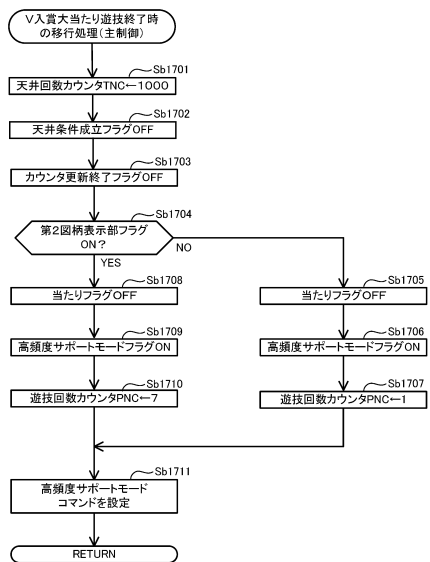 V入賞大当たり遊技終了時
の移行処理(主制御)
Sb1701
天井回数カウンタTNC←1000
Sb1702
天井条件成立フラグOFF
Sb1703
カウンタ更新終了フラグOFF
Sb1704
第2図柄表示部フラグ
ON?
NO
YES
Sb1708
当たりフラグOFF
Sb1709
高頻度サポートモードフラグON
Sb1710
遊技回数カウンタPNC←7
Sb1705
当たりフラグOFF
Sb1706
高頻度サポートモードフラグON
Sb1707
遊技回数カウンタPNC←1
Sb1711
高頻度サポートモード
コマンドを設定
RETURN